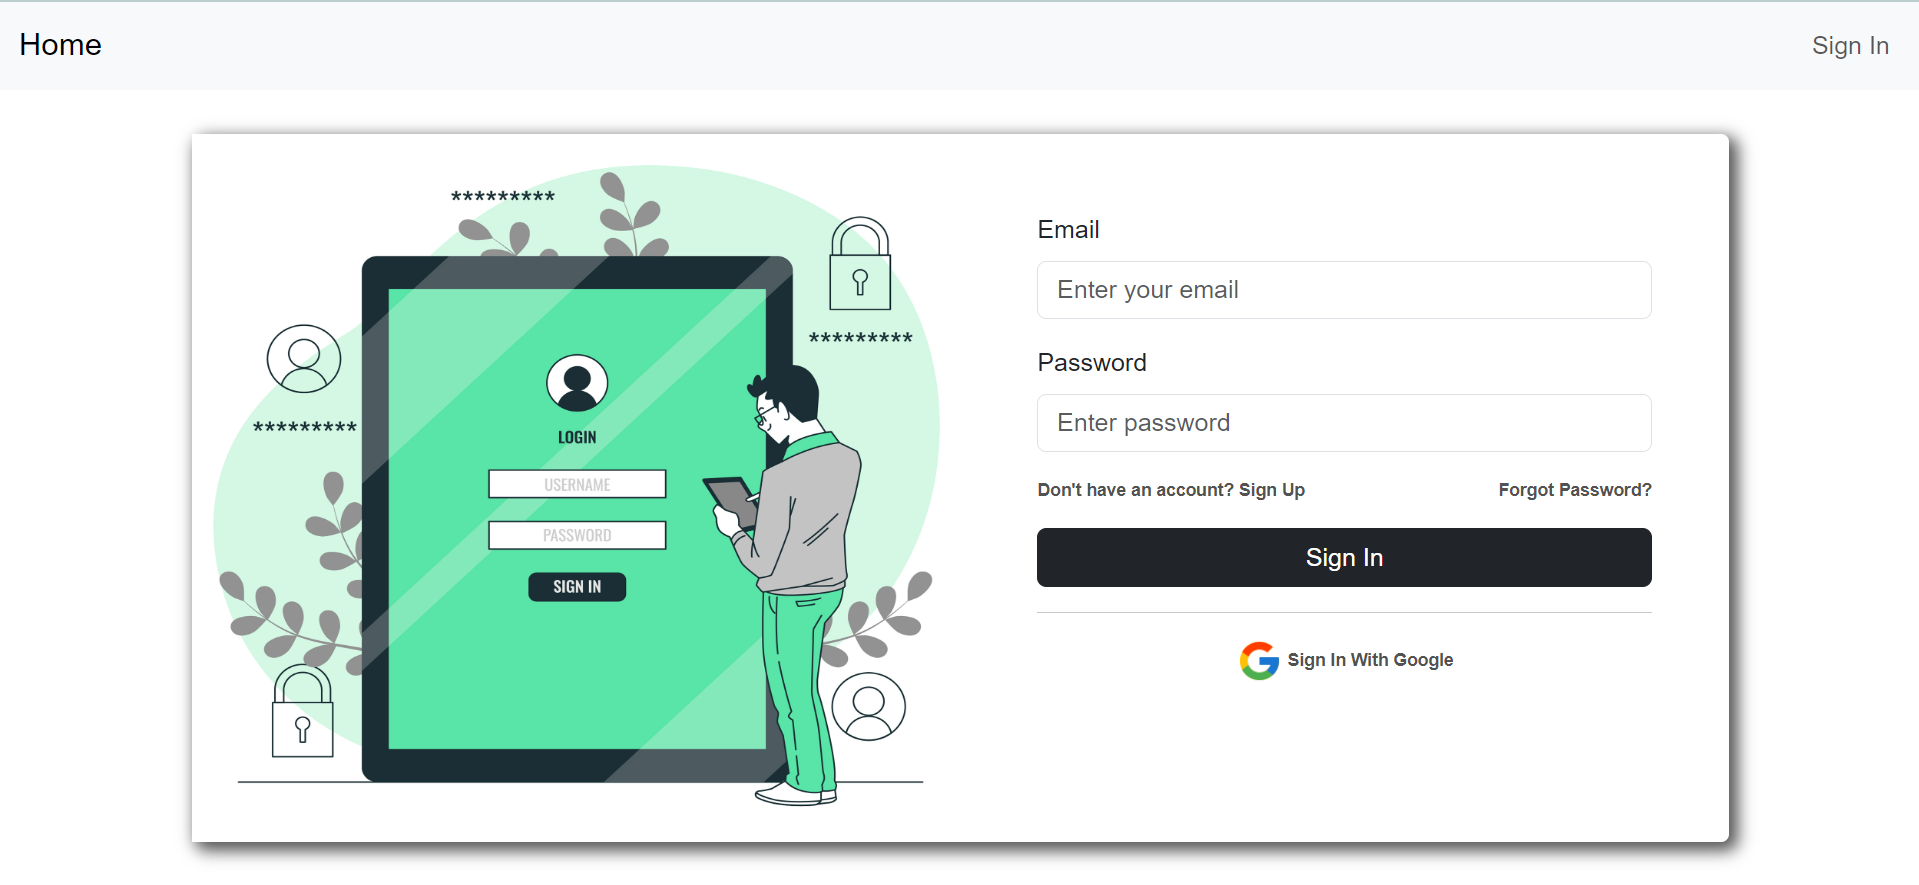 Home
Sign In
*********
*********
*********
LOGIN
USERNAME
PASSWORD
SIGN IN
Email
Enter your email
Password
Enter password
Don't have an account? Sign Up
Forgot Password?
Sign In
Sign In With Google